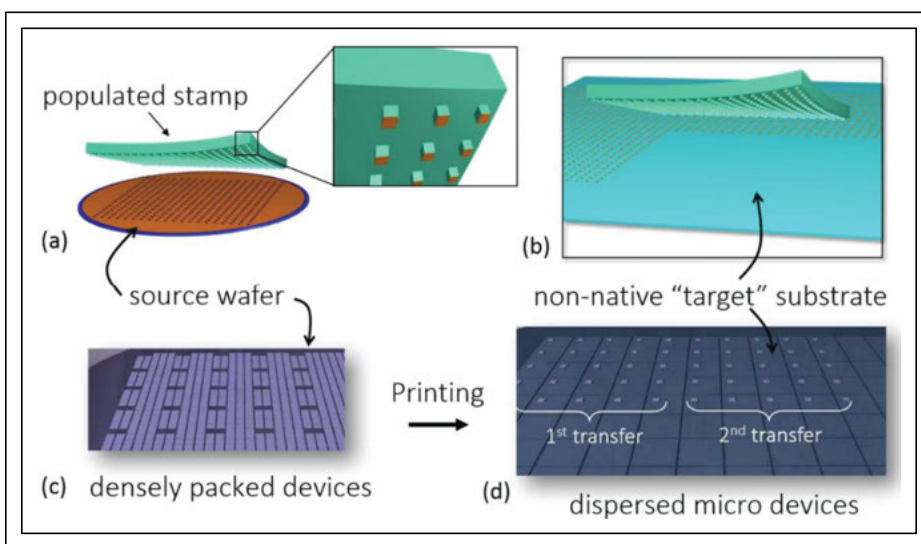 populated stamp
(a)
(b)
source wafer
non-native “target” substrate
Printing
1st transfer
2nd transfer
(c)
densely packed devices
(d)
dispersed micro devices